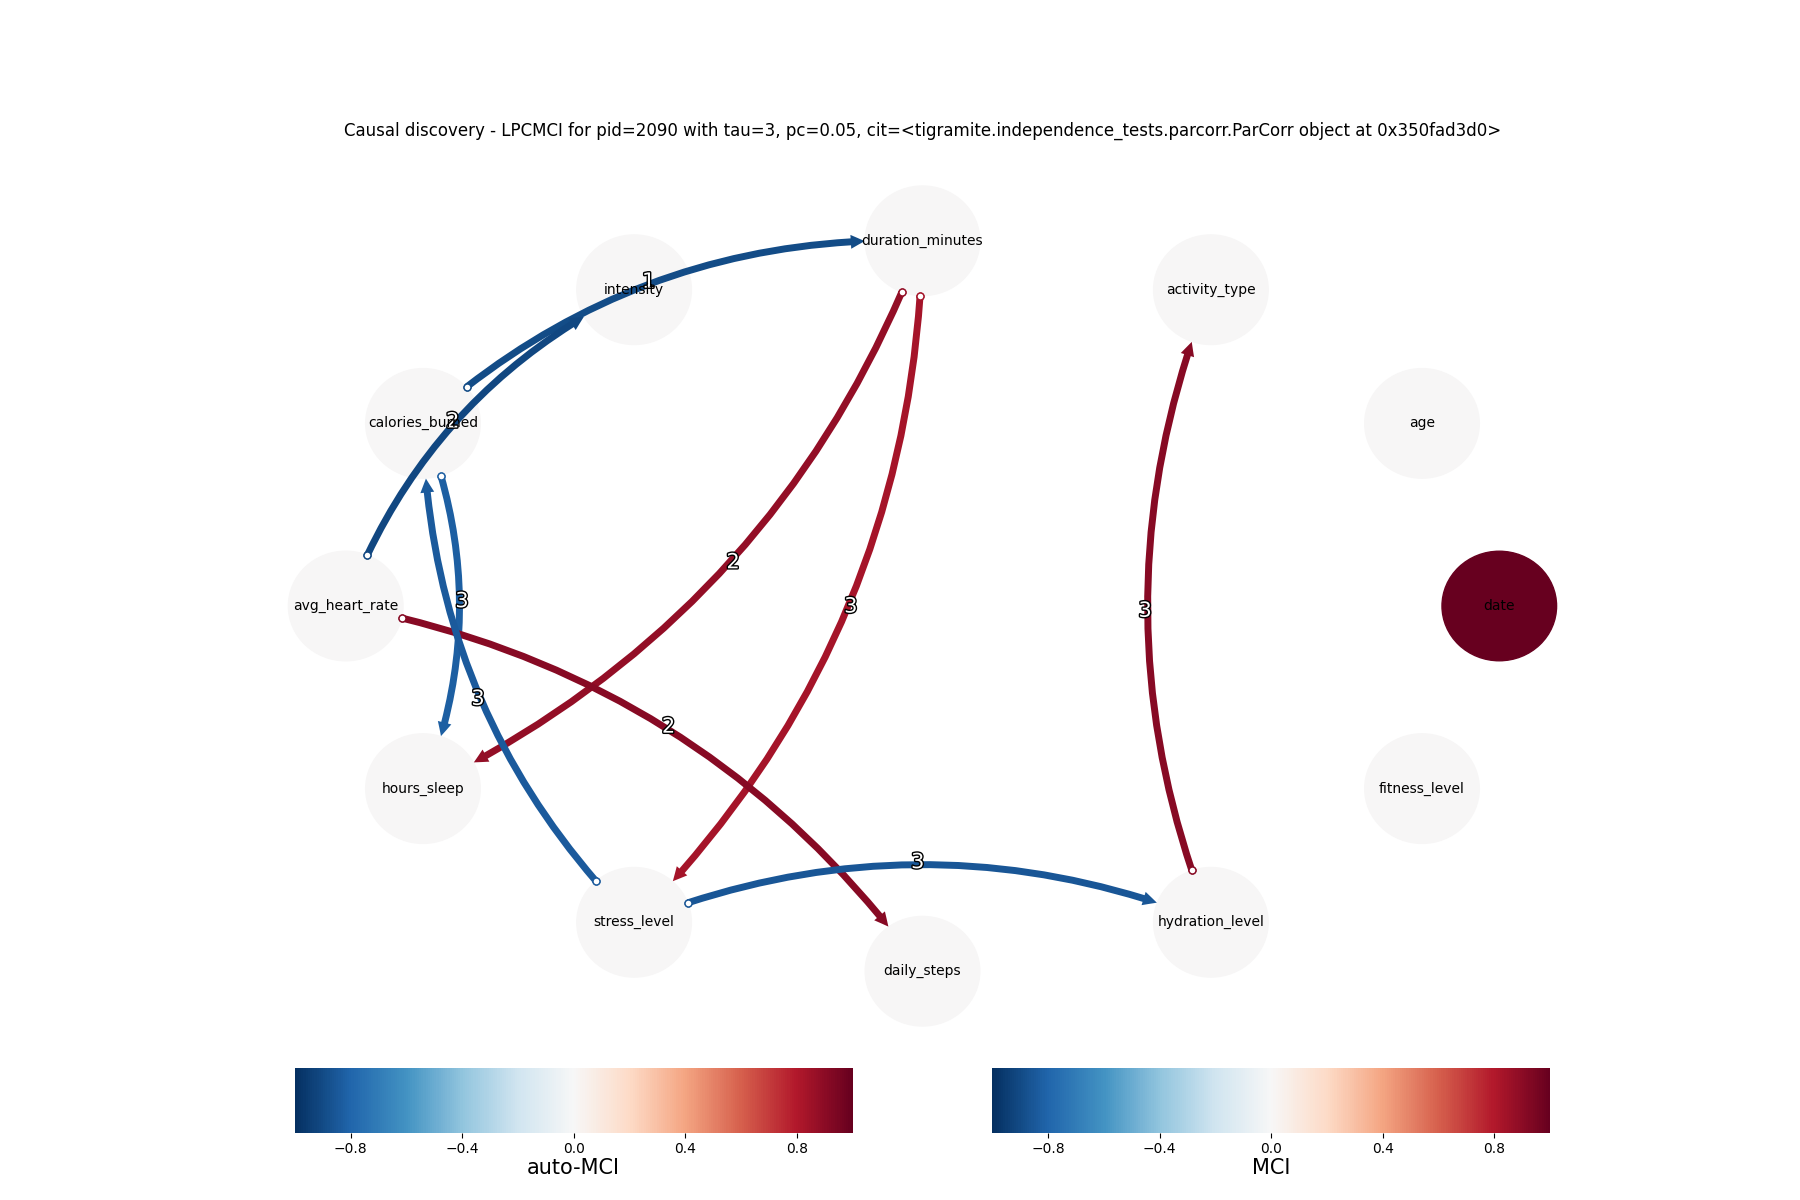 Causal discovery - LPCMCI for pid=2090 with tau=3, pc=0.05, cit=<tigramite.independence_tests.parcorr.ParCorr object at 0x350fad3d0>
duration_minutes
intensity
1
activity_type
calories_burned
2
age
2
3
3
3
avg_heart_rate
date
3
2
hours_sleep
fitness_level
3
stress_level
hydration_level
daily_steps
−0.8 −0.4 0.0 0.4 0.8
auto-MCI
−0.8 −0.4 0.0 0.4 0.8
MCI